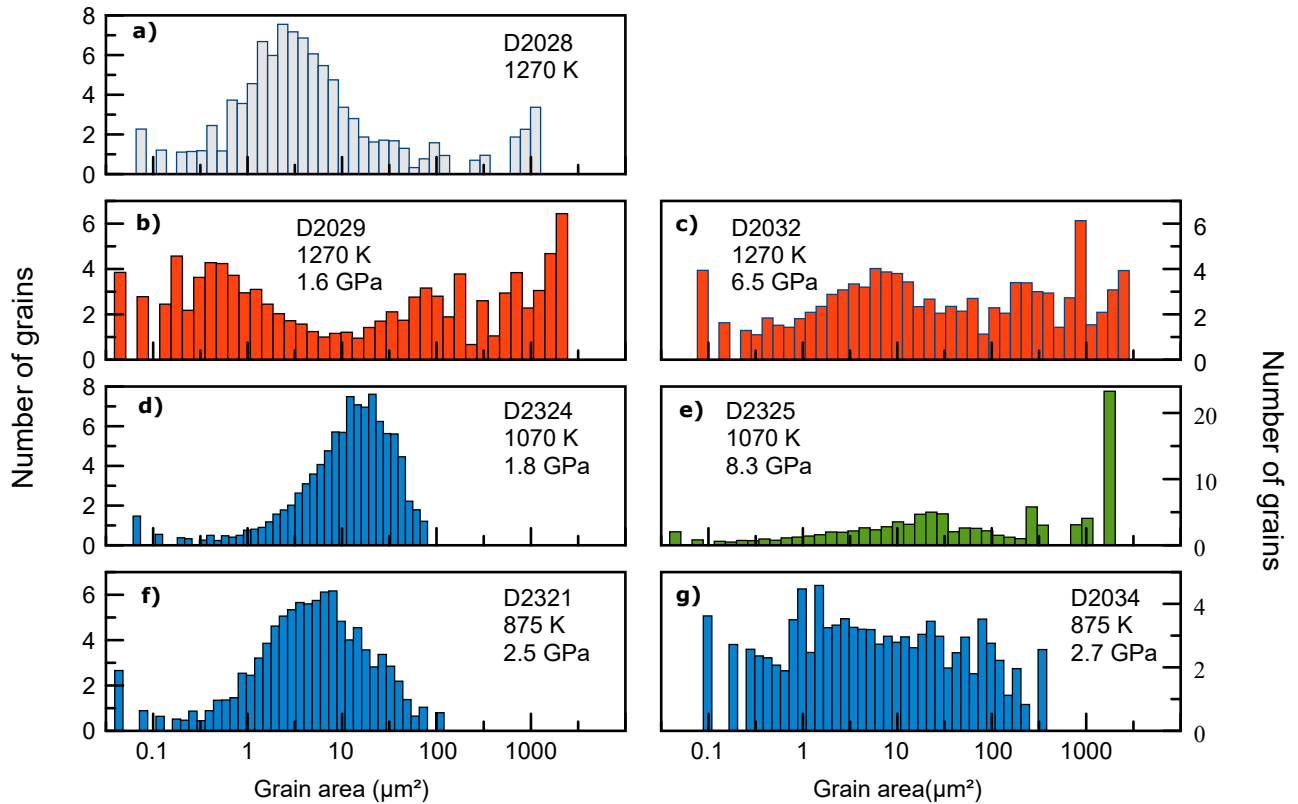 a)
D2028
1270 K
8
6
4
2
0
b)
D2029
1270 K
1.6 GPa
6
4
2
0
c)
D2032
1270 K
6.5 GPa
6
4
2
0
Number of grains
Number of grains
d)
D2324
1070 K
1.8 GPa
8
6
4
2
0
e)
D2325
1070 K
8.3 GPa
20
10
0
f)
D2321
875 K
2.5 GPa
6
4
2
0
g)
D2034
875 K
2.7 GPa
4
2
0
0.1 1 10 100 1000
0.1 1 10 100 1000
Grain area (μm²)
Grain area(μm²)